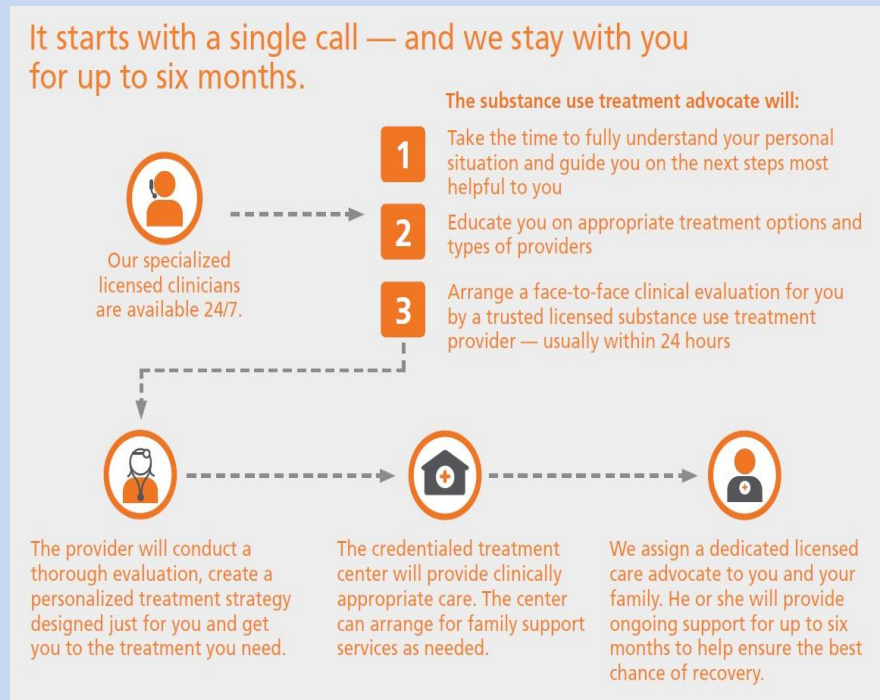 It starts with a single call — and we stay with you
for up to six months.
Our specialized
licensed clinicians
are available 24/7.
The substance use treatment advocate will:
1
Take the time to fully understand your personal
situation and guide you on the next steps most
helpful to you
2
Educate you on appropriate treatment options and
types of providers
3
Arrange a face-to-face clinical evaluation for you
by a trusted licensed substance use treatment
provider — usually within 24 hours
The provider will conduct a
thorough evaluation, create a
personalized treatment strategy
designed just for you and get
you to the treatment you need.
The credentialed treatment
center will provide clinically
appropriate care. The center
can arrange for family support
services as needed.
We assign a dedicated licensed
care advocate to you and your
family. He or she will provide
ongoing support for up to six
months to help ensure the best
chance of recovery.